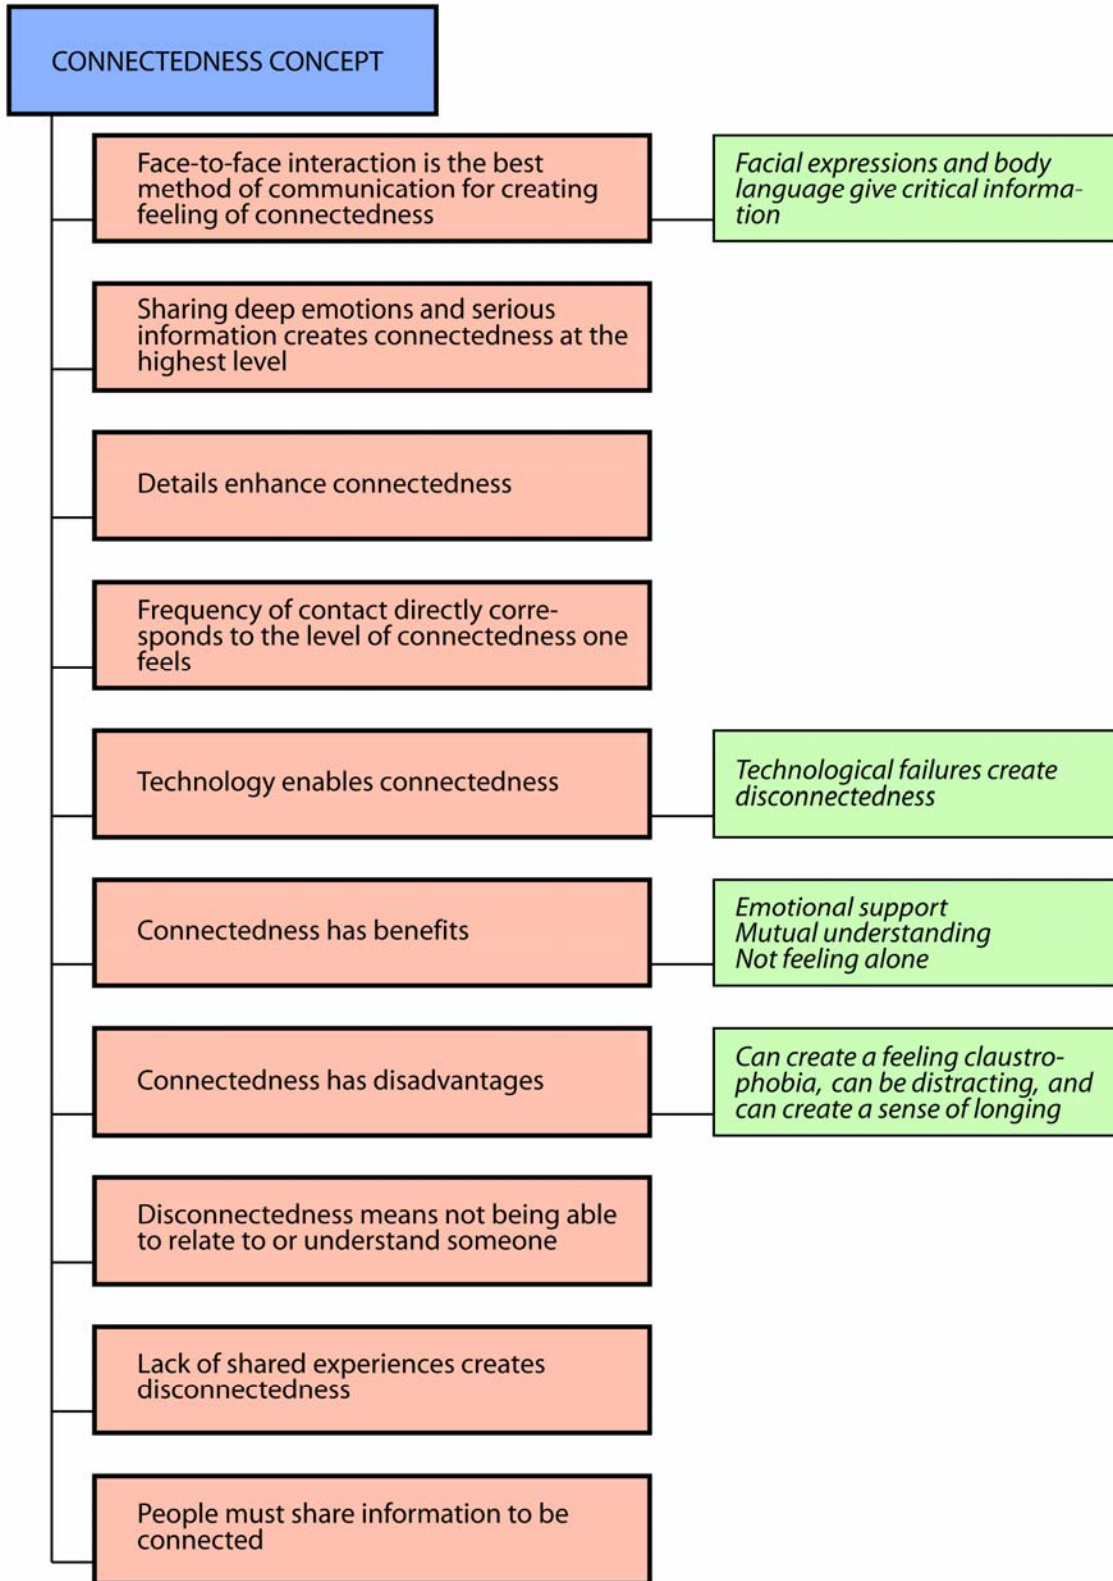 CONNECTEDNESS CONCEPT
Face-to-face interaction is the best
method of communication for creating
feeling of connectedness
Facial expressions and body
language give critical informa-
tion
Sharing deep emotions and serious
information creates connectedness at the
highest level
Details enhance connectedness
Frequency of contact directly corre-
sponds to the level of connectedness one
feels
Technology enables connectedness
Technological failures create
disconnectedness
Connectedness has benefits
Emotional support
Mutual understanding
Not feeling alone
Connectedness has disadvantages
Can create a feeling claustro-
phobia, can be distracting, and
can create a sense of longing
Disconnectedness means not being able
to relate to or understand someone
Lack of shared experiences creates
disconnectedness
People must share information to be
connected